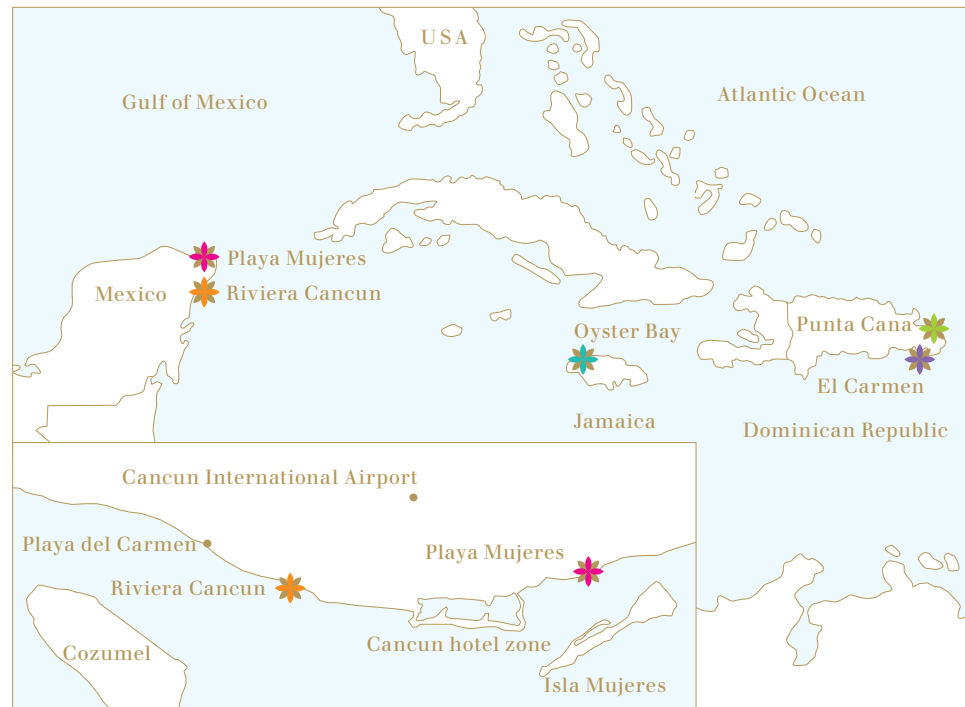 USA
Gulf of Mexico
Atlantic Ocean
Playa Mujeres
Mexico
Riviera Cancun
Oyster Bay
Punta Cana
El Carmen
Jamaica
Dominican Republic
Cancun International Airport
Playa del Carmen
Playa Mujeres
Riviera Cancun
Cancun hotel zone
Cozumel
Isla Mujeres